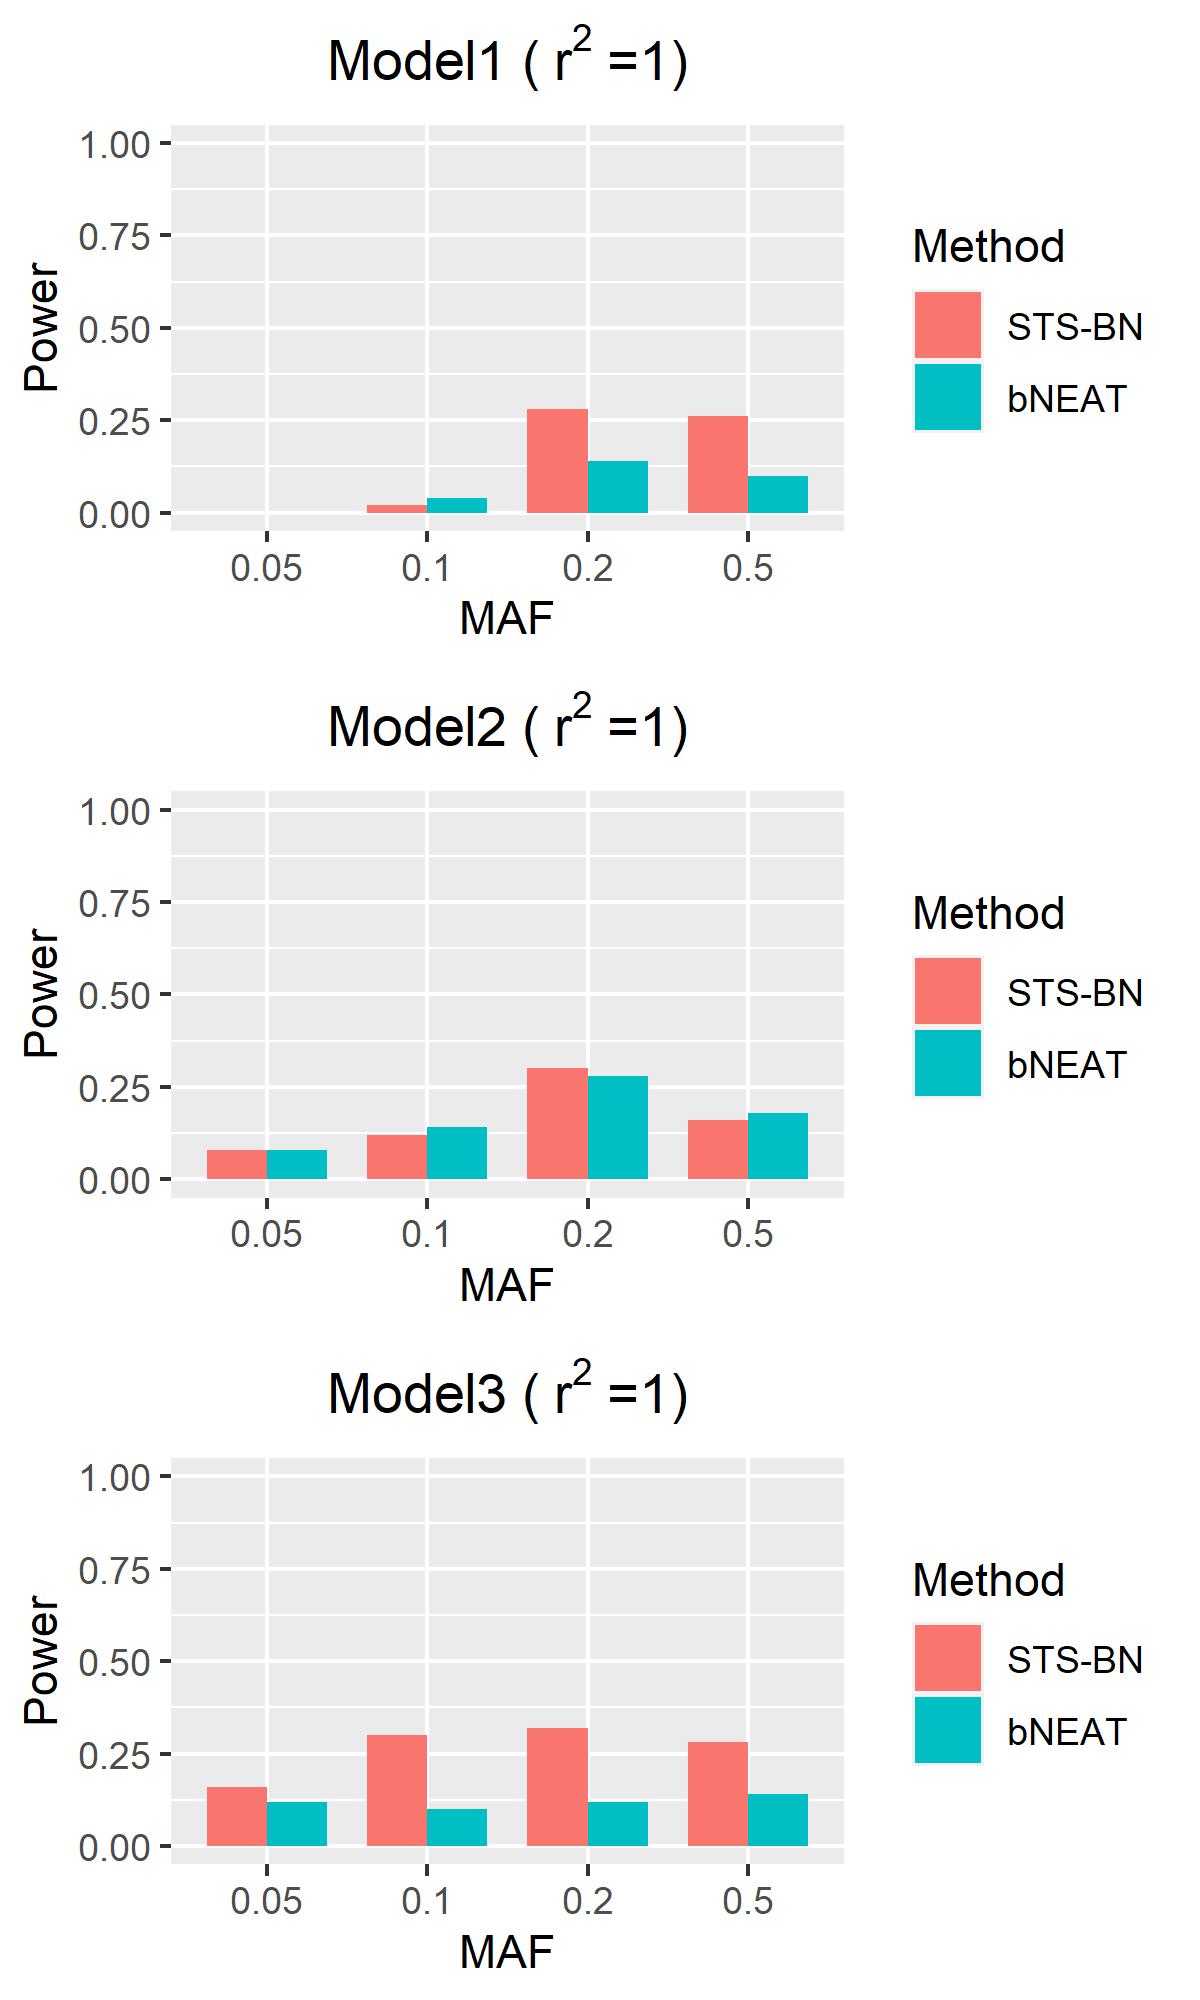 Model1 ( r² =1)
1.00
0.75
0.50
0.25
0.00
Power
0.05 0.1 0.2 0.5
MAF
Method
STS-BN
bNEAT
Model2 ( r² =1)
1.00
0.75
0.50
0.25
0.00
Power
0.05 0.1 0.2 0.5
MAF
Method
STS-BN
bNEAT
Model3 ( r² =1)
1.00
0.75
0.50
0.25
0.00
Power
0.05 0.1 0.2 0.5
MAF
Method
STS-BN
bNEAT